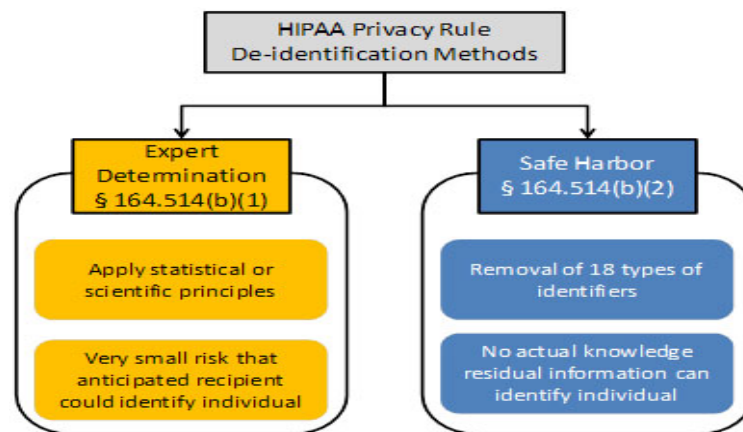 HIPAA Privacy Rule
De-identification Methods
Expert
Determination
§ 164.514(b)(1)
Apply statistical or
scientific principles
Very small risk that
anticipated recipient
could identify individual
Safe Harbor
§ 164.514(b)(2)
Removal of 18 types of
identifiers
No actual knowledge
residual information can
identify individual